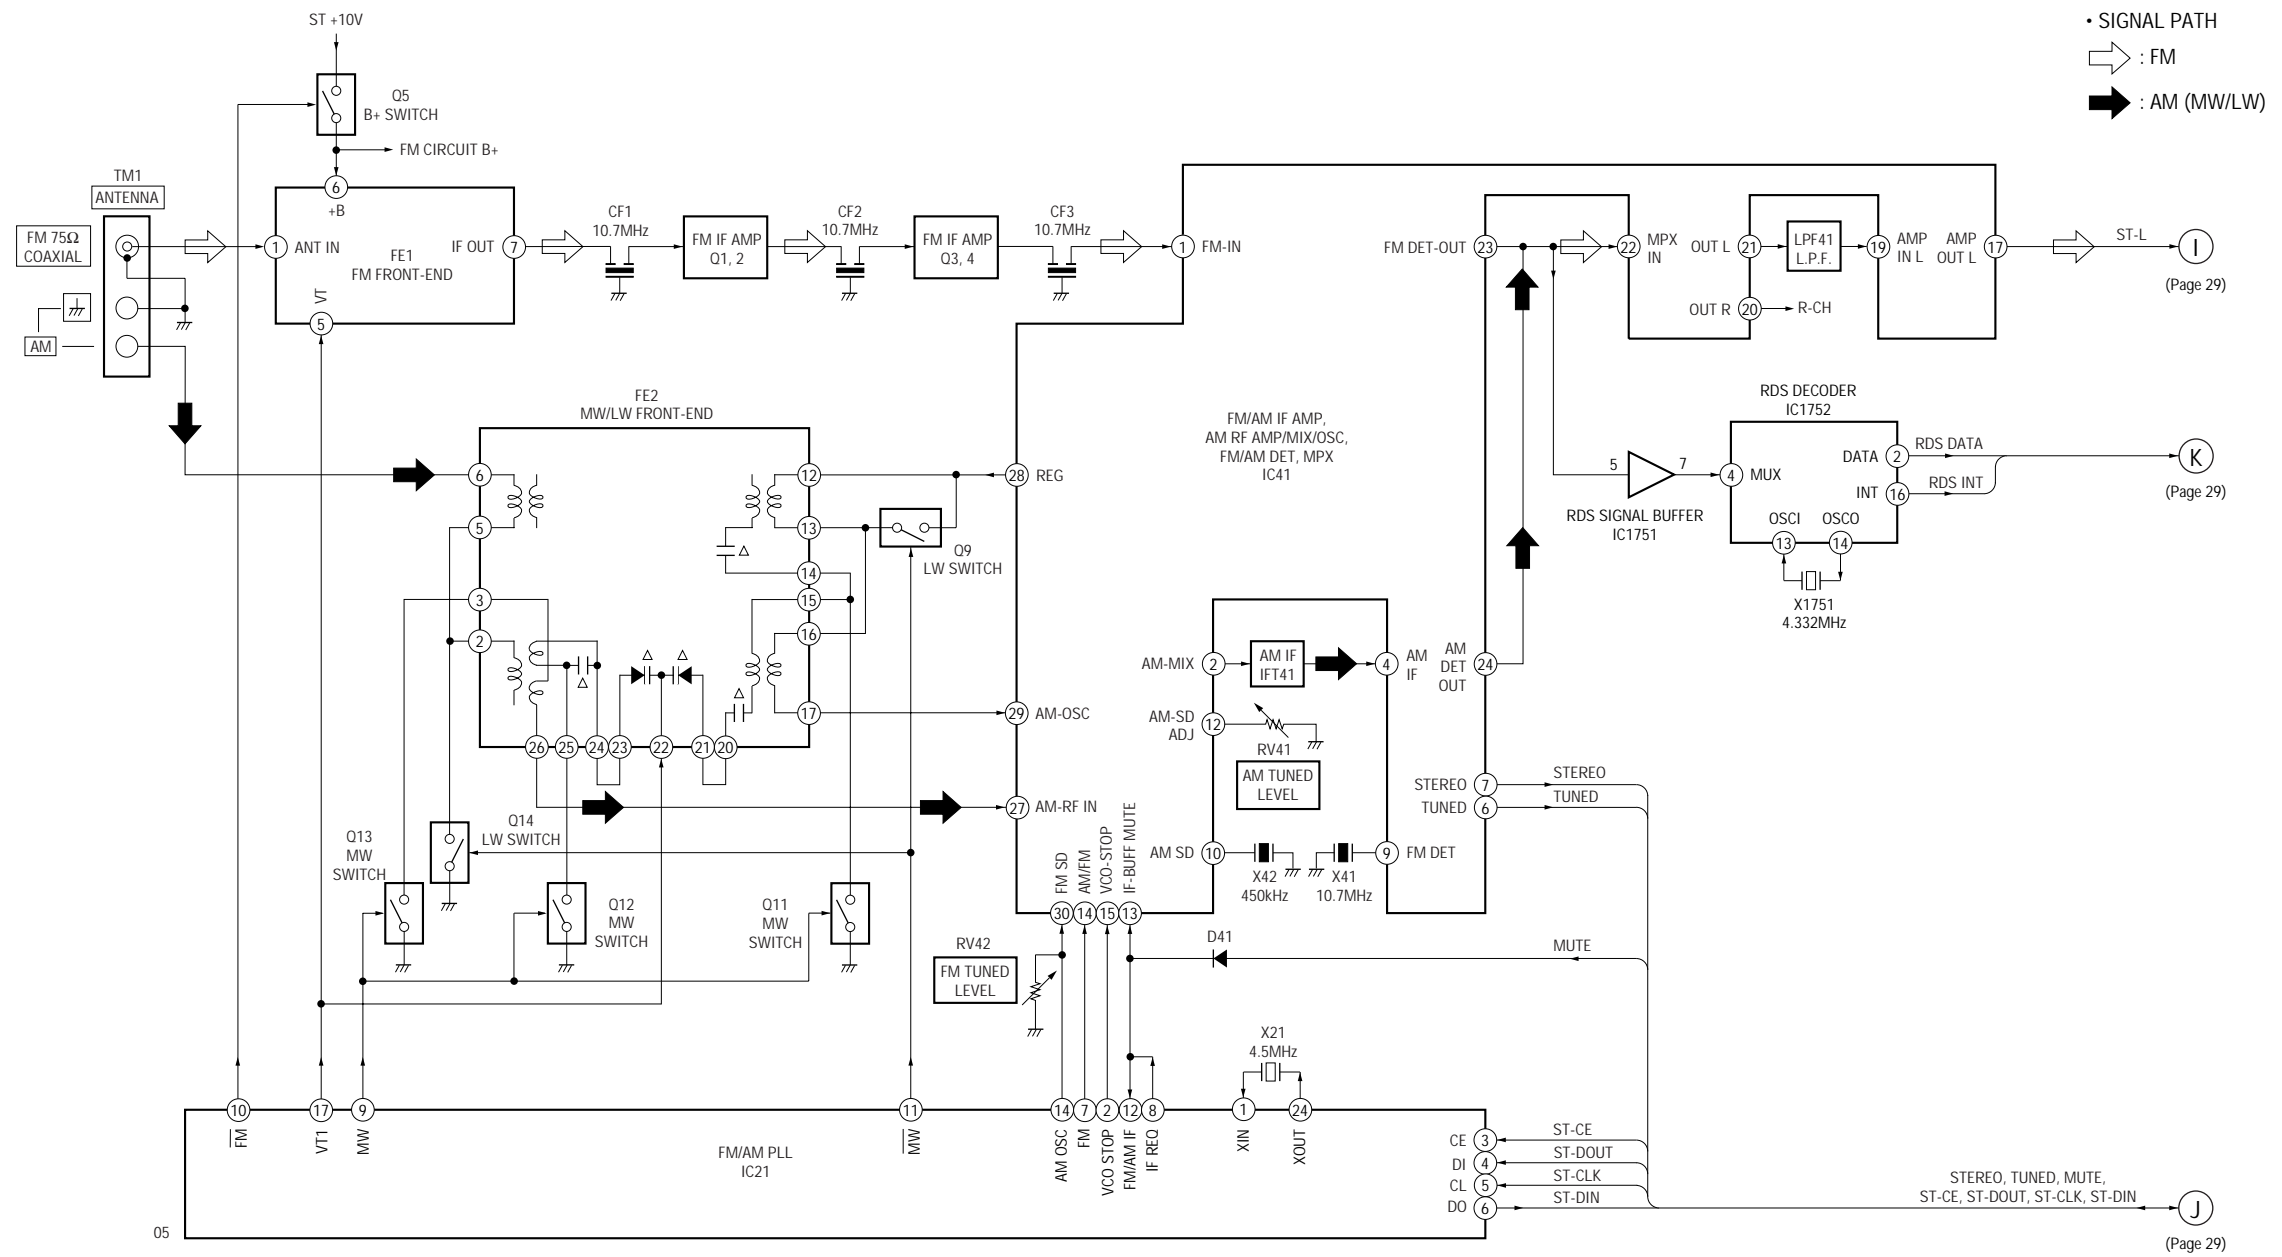 ST +10V
Q5
B+ SWITCH
FM CIRCUIT B+
• SIGNAL PATH
: FM
: AM (MW/LW)
TM1
ANTENNA
FM 75Ω
COAXIAL
AM
6
+B
1
ANT IN
IF OUT
7
FE1
FM FRONT-END
VT
5
CF1
10.7MHz
FM IF AMP
Q1, 2
CF2
10.7MHz
FM IF AMP
Q3, 4
CF3
10.7MHz
1
FM-IN
FM DET-OUT
23
22
MPX
IN
OUT L
21
LPF41
L.P.F.
19
AMP
IN L
AMP
OUT L
17
ST-L
I
(Page 29)
OUT R
20
R-CH
FE2
MW/LW FRONT-END
6
5
3
2
12
13
14
15
16
17
26
25
24
23
22
21
20
Δ
Δ
Δ
Δ
Δ
28
REG
Q9
LW SWITCH
FM/AM IF AMP,
AM RF AMP/MIX/OSC,
FM/AM DET, MPX
IC41
RDS DECODER
IC1752
5
7
4
MUX
DATA
2
RDS DATA
INT
16
RDS INT
K
(Page 29)
RDS SIGNAL BUFFER
IC1751
OSCI
OSCO
13
14
X1751
4.332MHz
29
AM-OSC
27
AM-RF IN
AM-MIX
2
AM IF
IFT41
4
AM
IF
AM
DET
OUT
24
AM-SD
ADJ
12
RV41
AM TUNED
LEVEL
AM SD
10
X42
450kHz
X41
10.7MHz
9
FM DET
STEREO
7
STEREO
TUNED
6
TUNED
Q13
MW
SWITCH
Q14
LW SWITCH
Q12
MW
SWITCH
Q11
MW
SWITCH
FM SD
AM/FM
VCO-STOP
IF-BUFF MUTE
30
14
15
13
RV42
FM TUNED
LEVEL
D41
MUTE
X21
4.5MHz
10
17
9
11
14
7
2
12
8
1
24
FM
VT1
MW
MW
AM OSC
FM
VCO STOP
FM/AM IF
IF REQ
XIN
XOUT
FM/AM PLL
IC21
CE
3
ST-CE
DI
4
ST-DOUT
CL
5
ST-CLK
DO
6
ST-DIN
STEREO, TUNED, MUTE,
ST-CE, ST-DOUT, ST-CLK, ST-DIN
J
(Page 29)
05